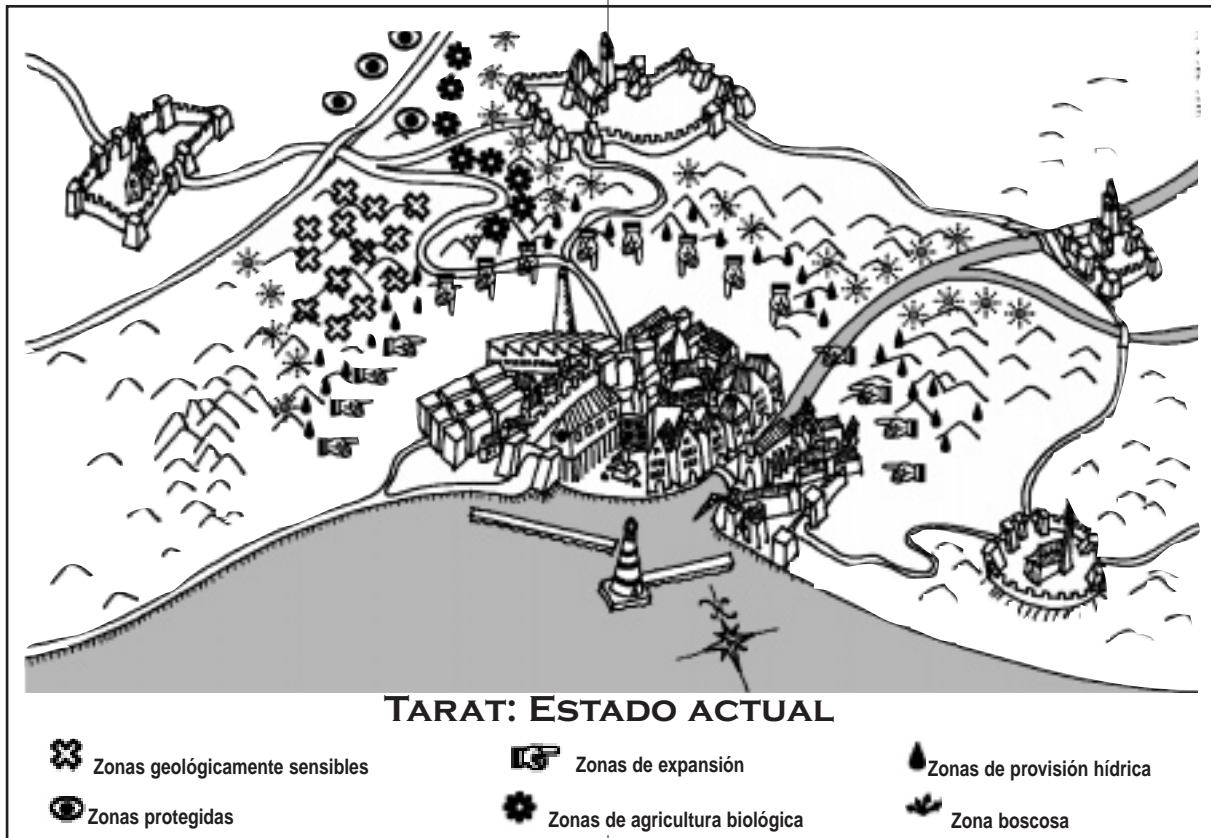 TARAT: ESTADO ACTUAL
Zonas geológicamente sensibles
Zonas de expansión
Zonas de provisión hídrica
Zonas protegidas
Zonas de agricultura biológica
Zona boscosa